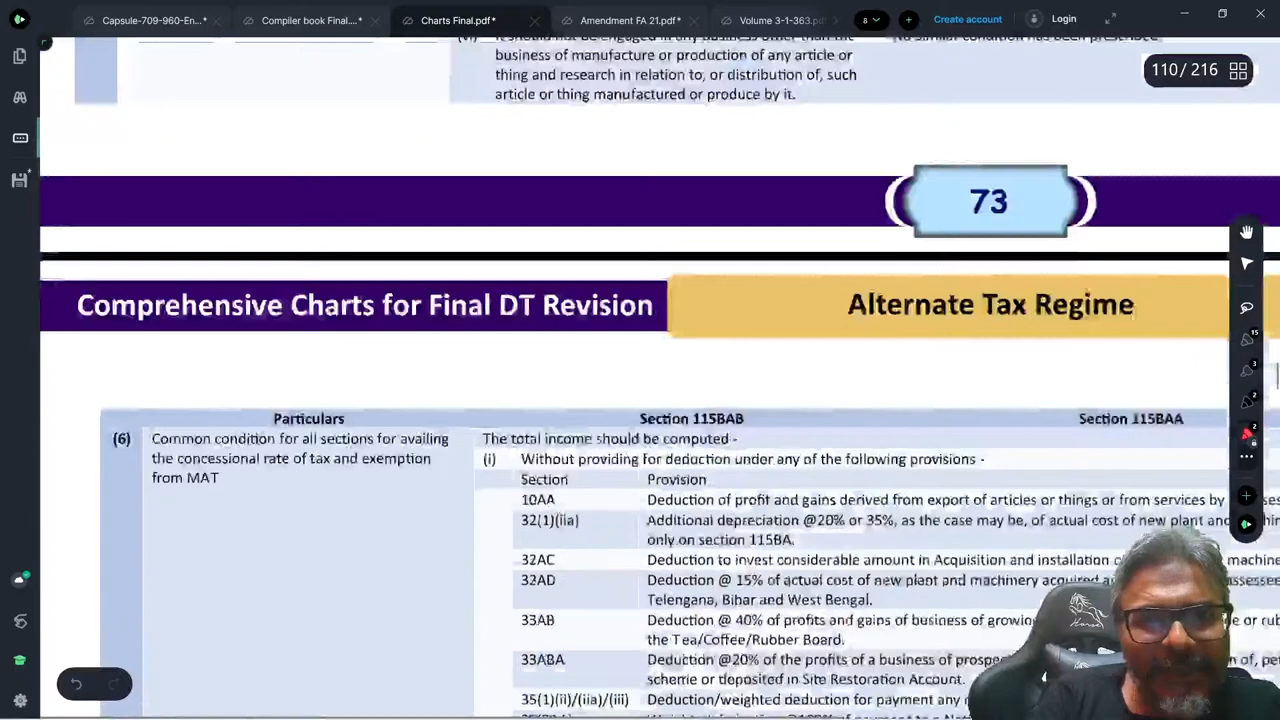 Capsule-709-960-En...*
Compiler book Final....*
Charts Final.pdf*
Amendment FA 21.pdf*
Volume 3-1-363.pdf
8
Create account
Login
business of manufacture or production of any article or
thing and research in relation to, or distribution of, such
article or thing manufactured or produce by it.
110/ 216
73
Comprehensive Charts for Final DT Revision
Alternate Tax Regime
Particulars
Section 115BAB
Section 115BAA
(6)
Common condition for all sections for availing
the concessional rate of tax and exemption
from MAT
The total income should be computed -
(i) Without providing for deduction under any of the following provisions -
Section Provision
10AA Deduction of profit and gains derived from export of articles or things or from services by
32(1)(iia) Additional depreciation @20% or 35%, as the case may be, of actual cost of new plant and
only on section 115BA.
32AC Deduction to invest considerable amount in Acquisition and installation
32AD Deduction @ 15% of actual cost of new plant and machinery acquired
Telengana, Bihar and West Bengal.
33AB Deduction @ 40% of profits and gains of business of
the Tea/Coffee/Rubber Board.
33ABA Deduction @20% of the profits of a business of
scheme or deposited in Site Restoration Account.
35(1)(ii)/(iia)/(iii) Deduction/weighted deduction for payment any